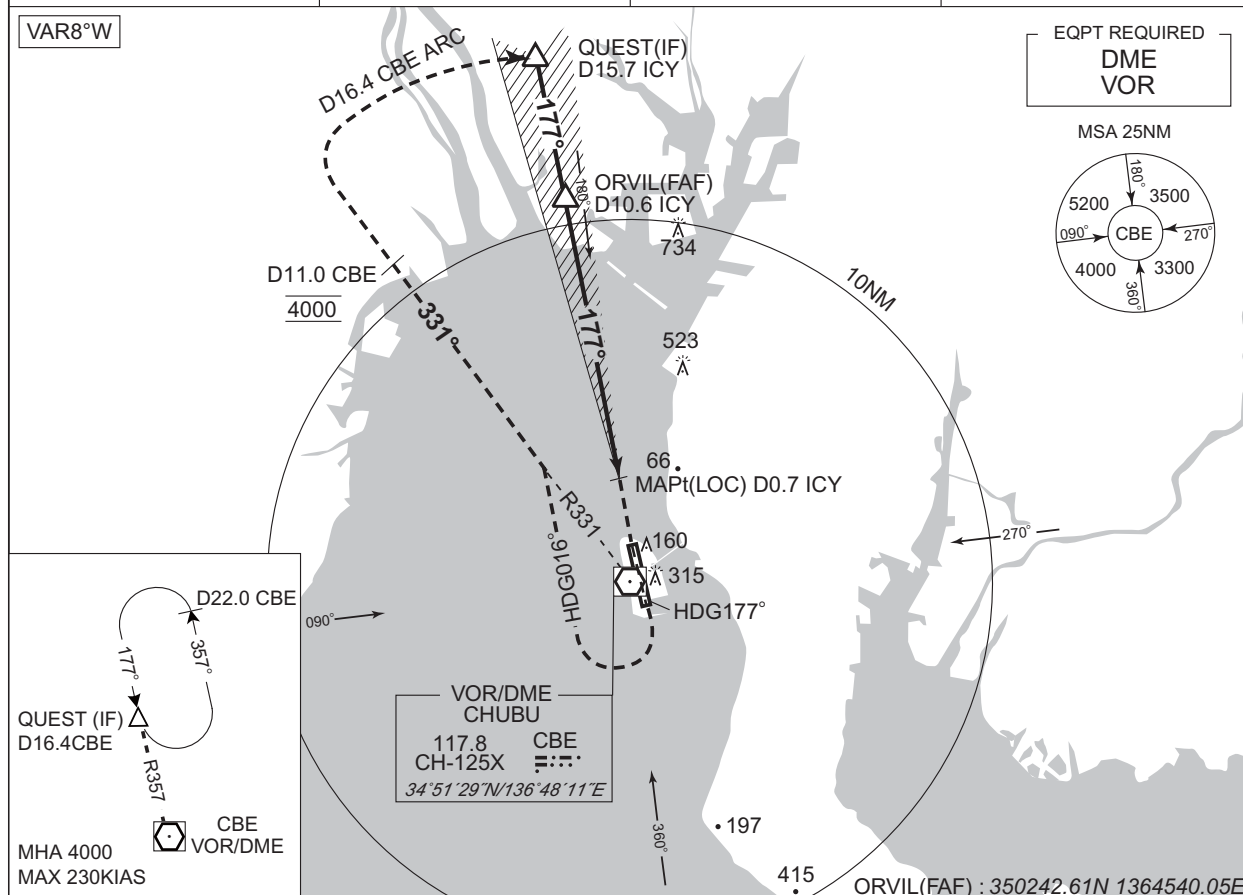 VAR8°W
D16.4 CBE ARC
QUEST(IF)
D15.7 ICY
177°
ORVIL(FAF)
D10.6 ICY
180°
734
EQPT REQUIRED
DME
VOR
MSA 25NM
180°
5200
3500
090°
CBE
270°
4000
3300
360°
D11.0 CBE
4000
331°
177°
10NM
523
66
MAPt(LOC) D0.7 ICY
R331
HDG016°
160
315
HDG177°
270°
090°
VOR/DME
CHUBU
117.8 CBE
CH-125X
34°51´29˝N/136°48´11˝E
360°
197
415
D22.0 CBE
177°
357°
QUEST (IF)
D16.4CBE
R357
CBE
VOR/DME
MHA 4000
MAX 230KIAS
ORVIL(FAF) : 350242.61N 1364540.05E